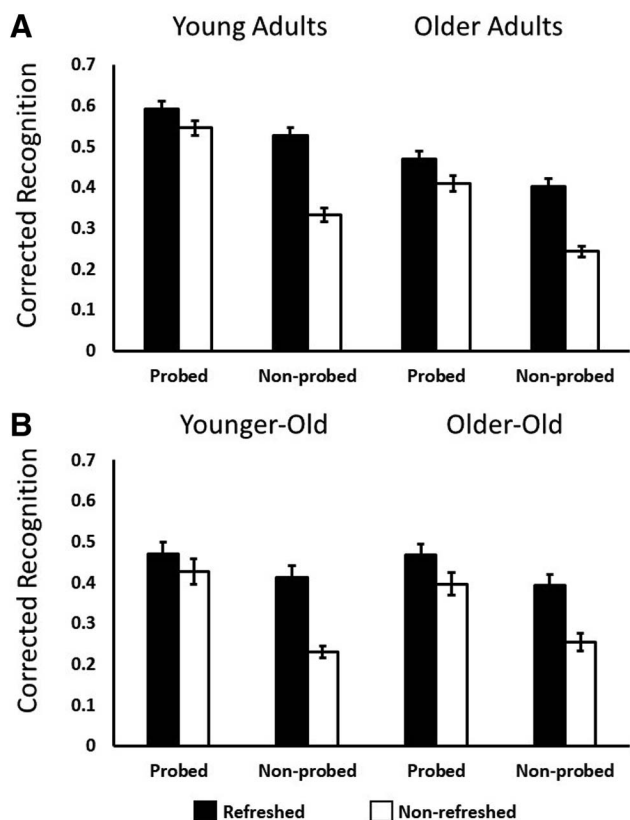 A
Young Adults Older Adults
Corrected Recognition
0.7
0.6
0.5
0.4
0.3
0.2
0.1
0
Probed Non-probed Probed Non-probed
B
Younger-Old Older-Old
Corrected Recognition
0.7
0.6
0.5
0.4
0.3
0.2
0.1
0
Probed Non-probed Probed Non-probed
Refreshed Non-refreshed